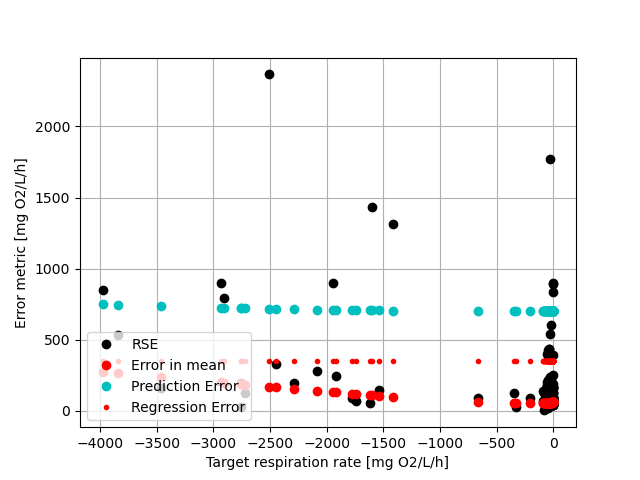 Error metric [mg O2/L/h]
2000
1500
1000
500
0
RSE
Error in mean
Prediction Error
Regression Error
−4000 −3500 −3000 −2500 −2000 −1500 −1000 −500 0
Target respiration rate [mg O2/L/h]